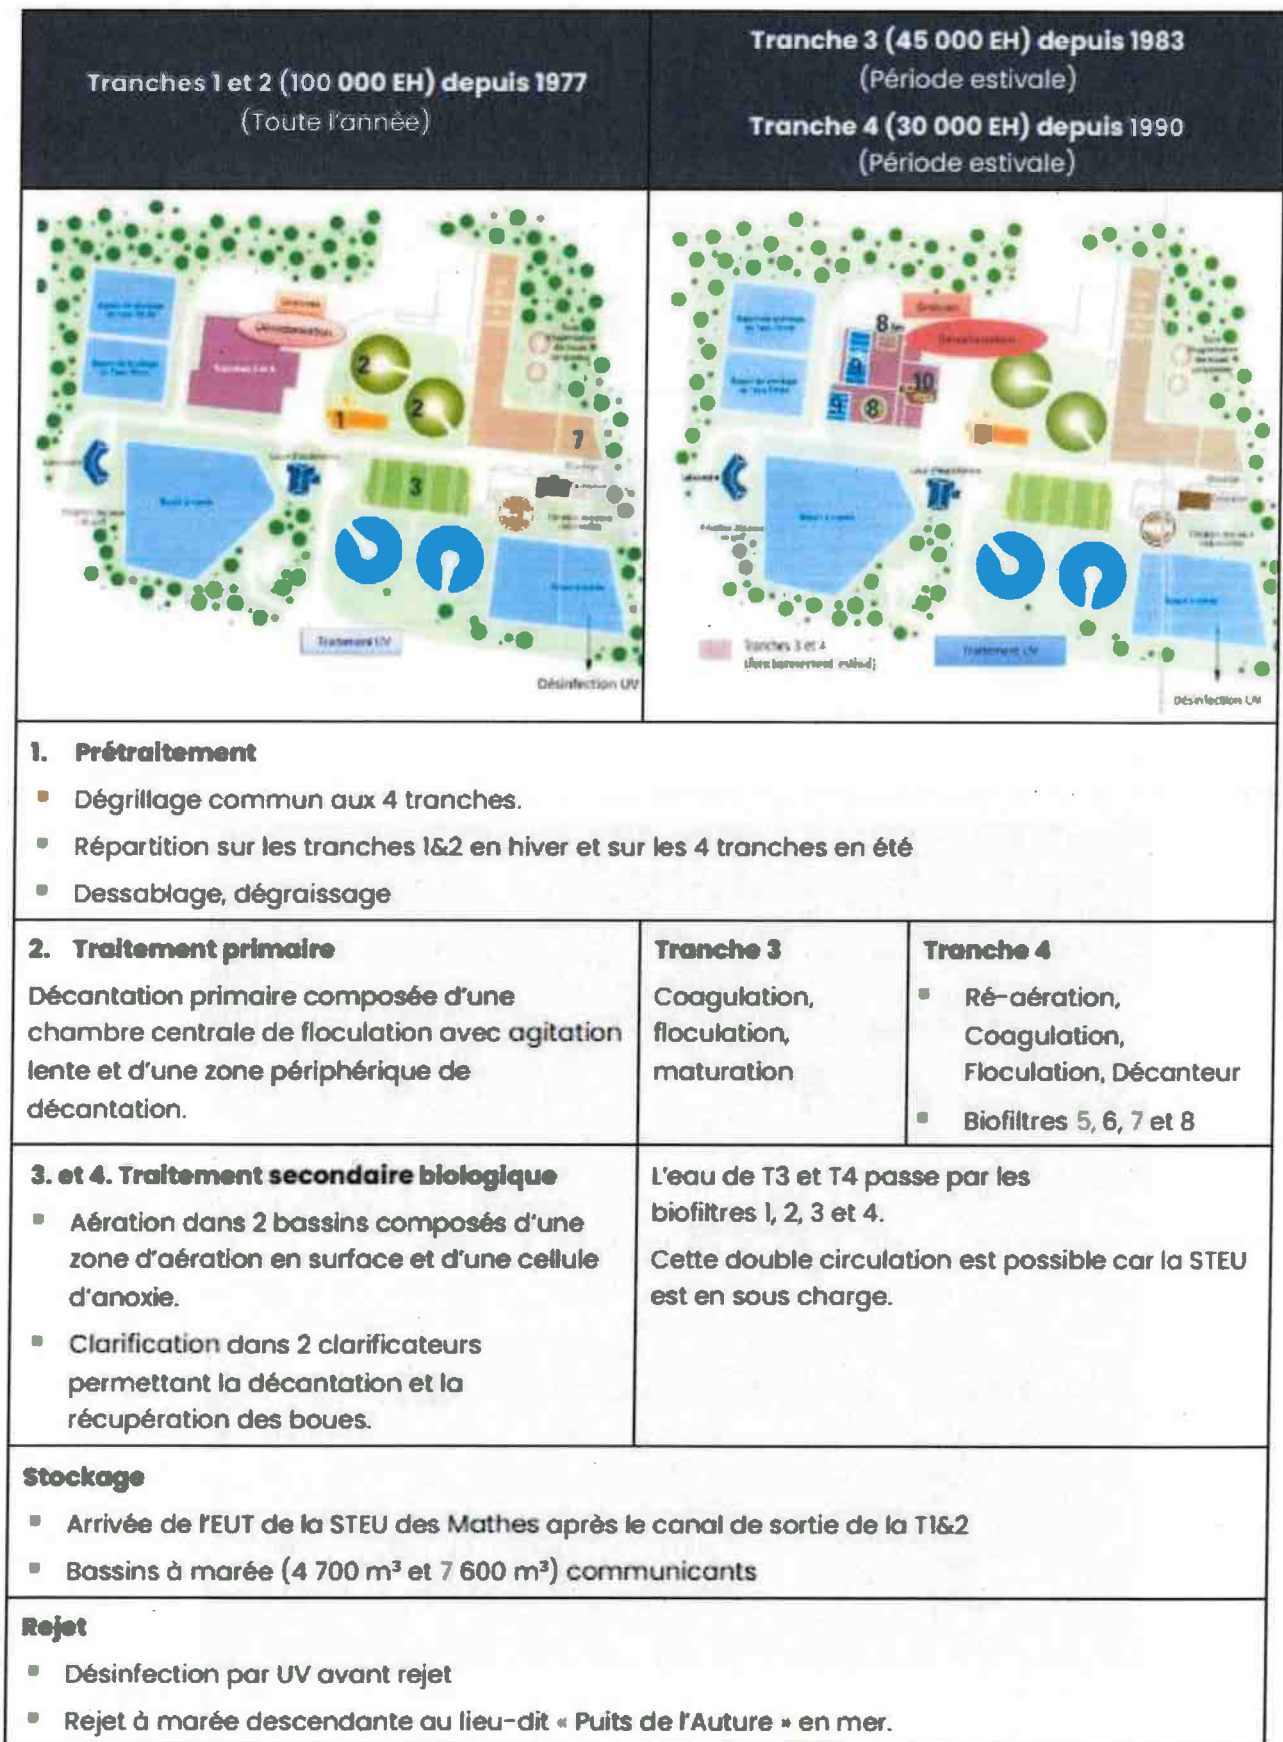 Tranches 1 et 2 (100 000 EH) depuis 1977
(Toute l'année)
Tranche 3 (45 000 EH) depuis 1983
(Période estivale)
Tranche 4 (30 000 EH) depuis 1990
(Période estivale)
2
2
1
3
7
Traitement UV
Désinfection UV
8
9
10
8
Tranches 3 et 4
Traitement UV
Désinfection UV
1. Prétraitement
Dégrillage commun aux 4 tranches.
Répartition sur les tranches 1&2 en hiver et sur les 4 tranches en été
Dessablage, dégraissage
2. Traitement primaire
Décantation primaire composée d'une
chambre centrale de floculation avec agitation
lente et d'une zone périphérique de
décantation.
Tranche 3
Coagulation,
floculation,
maturation
Tranche 4
Ré-aération,
Coagulation,
Floculation, Décanteur
Biofiltres 5, 6, 7 et 8
3. et 4. Traitement secondaire biologique
Aération dans 2 bassins composés d'une
zone d'aération en surface et d'une cellule
d'anoxie.
Clarification dans 2 clarificateurs
permettant la décantation et la
récupération des boues.
L'eau de T3 et T4 passe par les
biofiltres 1, 2, 3 et 4.
Cette double circulation est possible car la STEU
est en sous charge.
Stockage
Arrivée de l'EUT de la STEU des Mathes après le canal de sortie de la T1&2
Bassins à marée (4 700 m³ et 7 600 m³) communicants
Rejet
Désinfection par UV avant rejet
Rejet à marée descendante au lieu-dit « Puits de l'Auture » en mer.